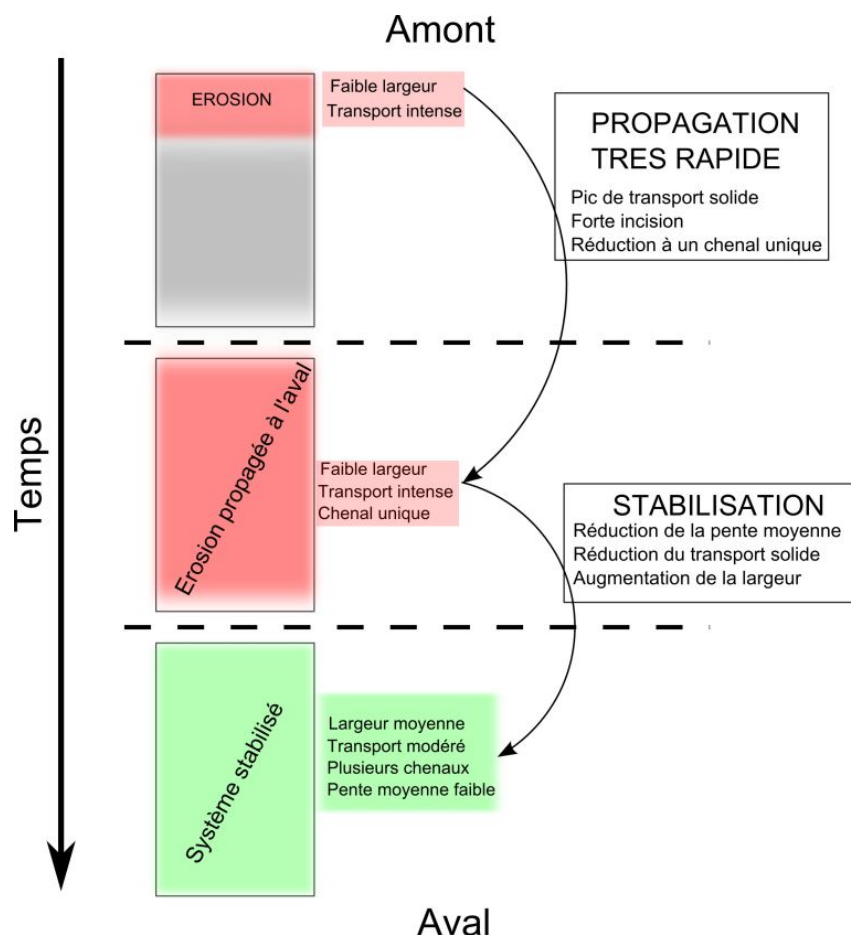 Amont
EROSION
Faible largeur
Transport intense
PROPAGATION
TRES RAPIDE
Pic de transport solide
Forte incision
Réduction à un chenal unique
Temps
Erosion propagée à l'aval
Faible largeur
Transport intense
Chenal unique
STABILISATION
Réduction de la pente moyenne
Réduction du transport solide
Augmentation de la largeur
Système stabilisé
Largeur moyenne
Transport modéré
Plusieurs chenaux
Pente moyenne faible
Aval